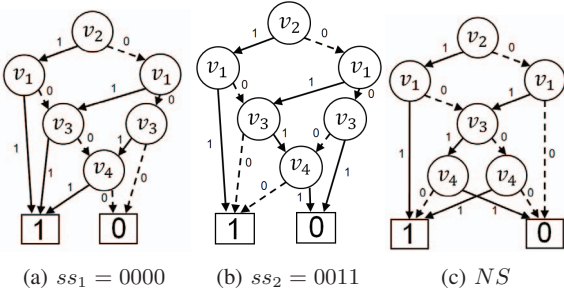 v₂
1 0
v₁ v₁
0 1 0
v₃ v₃
1 1 0 1 0
v₄
1 0
1 0
(a) ss₁ = 0000
v₂
1 0
v₁ v₁
0 1 0
v₃ v₃
1 0 1 0 1
v₄
0 1
1 0
(b) ss₂ = 0011
v₂
1 0
v₁ v₁
0 1
v₃
1 1 0 0
v₄ v₄
0 1 1 0
1 0
(c) NS